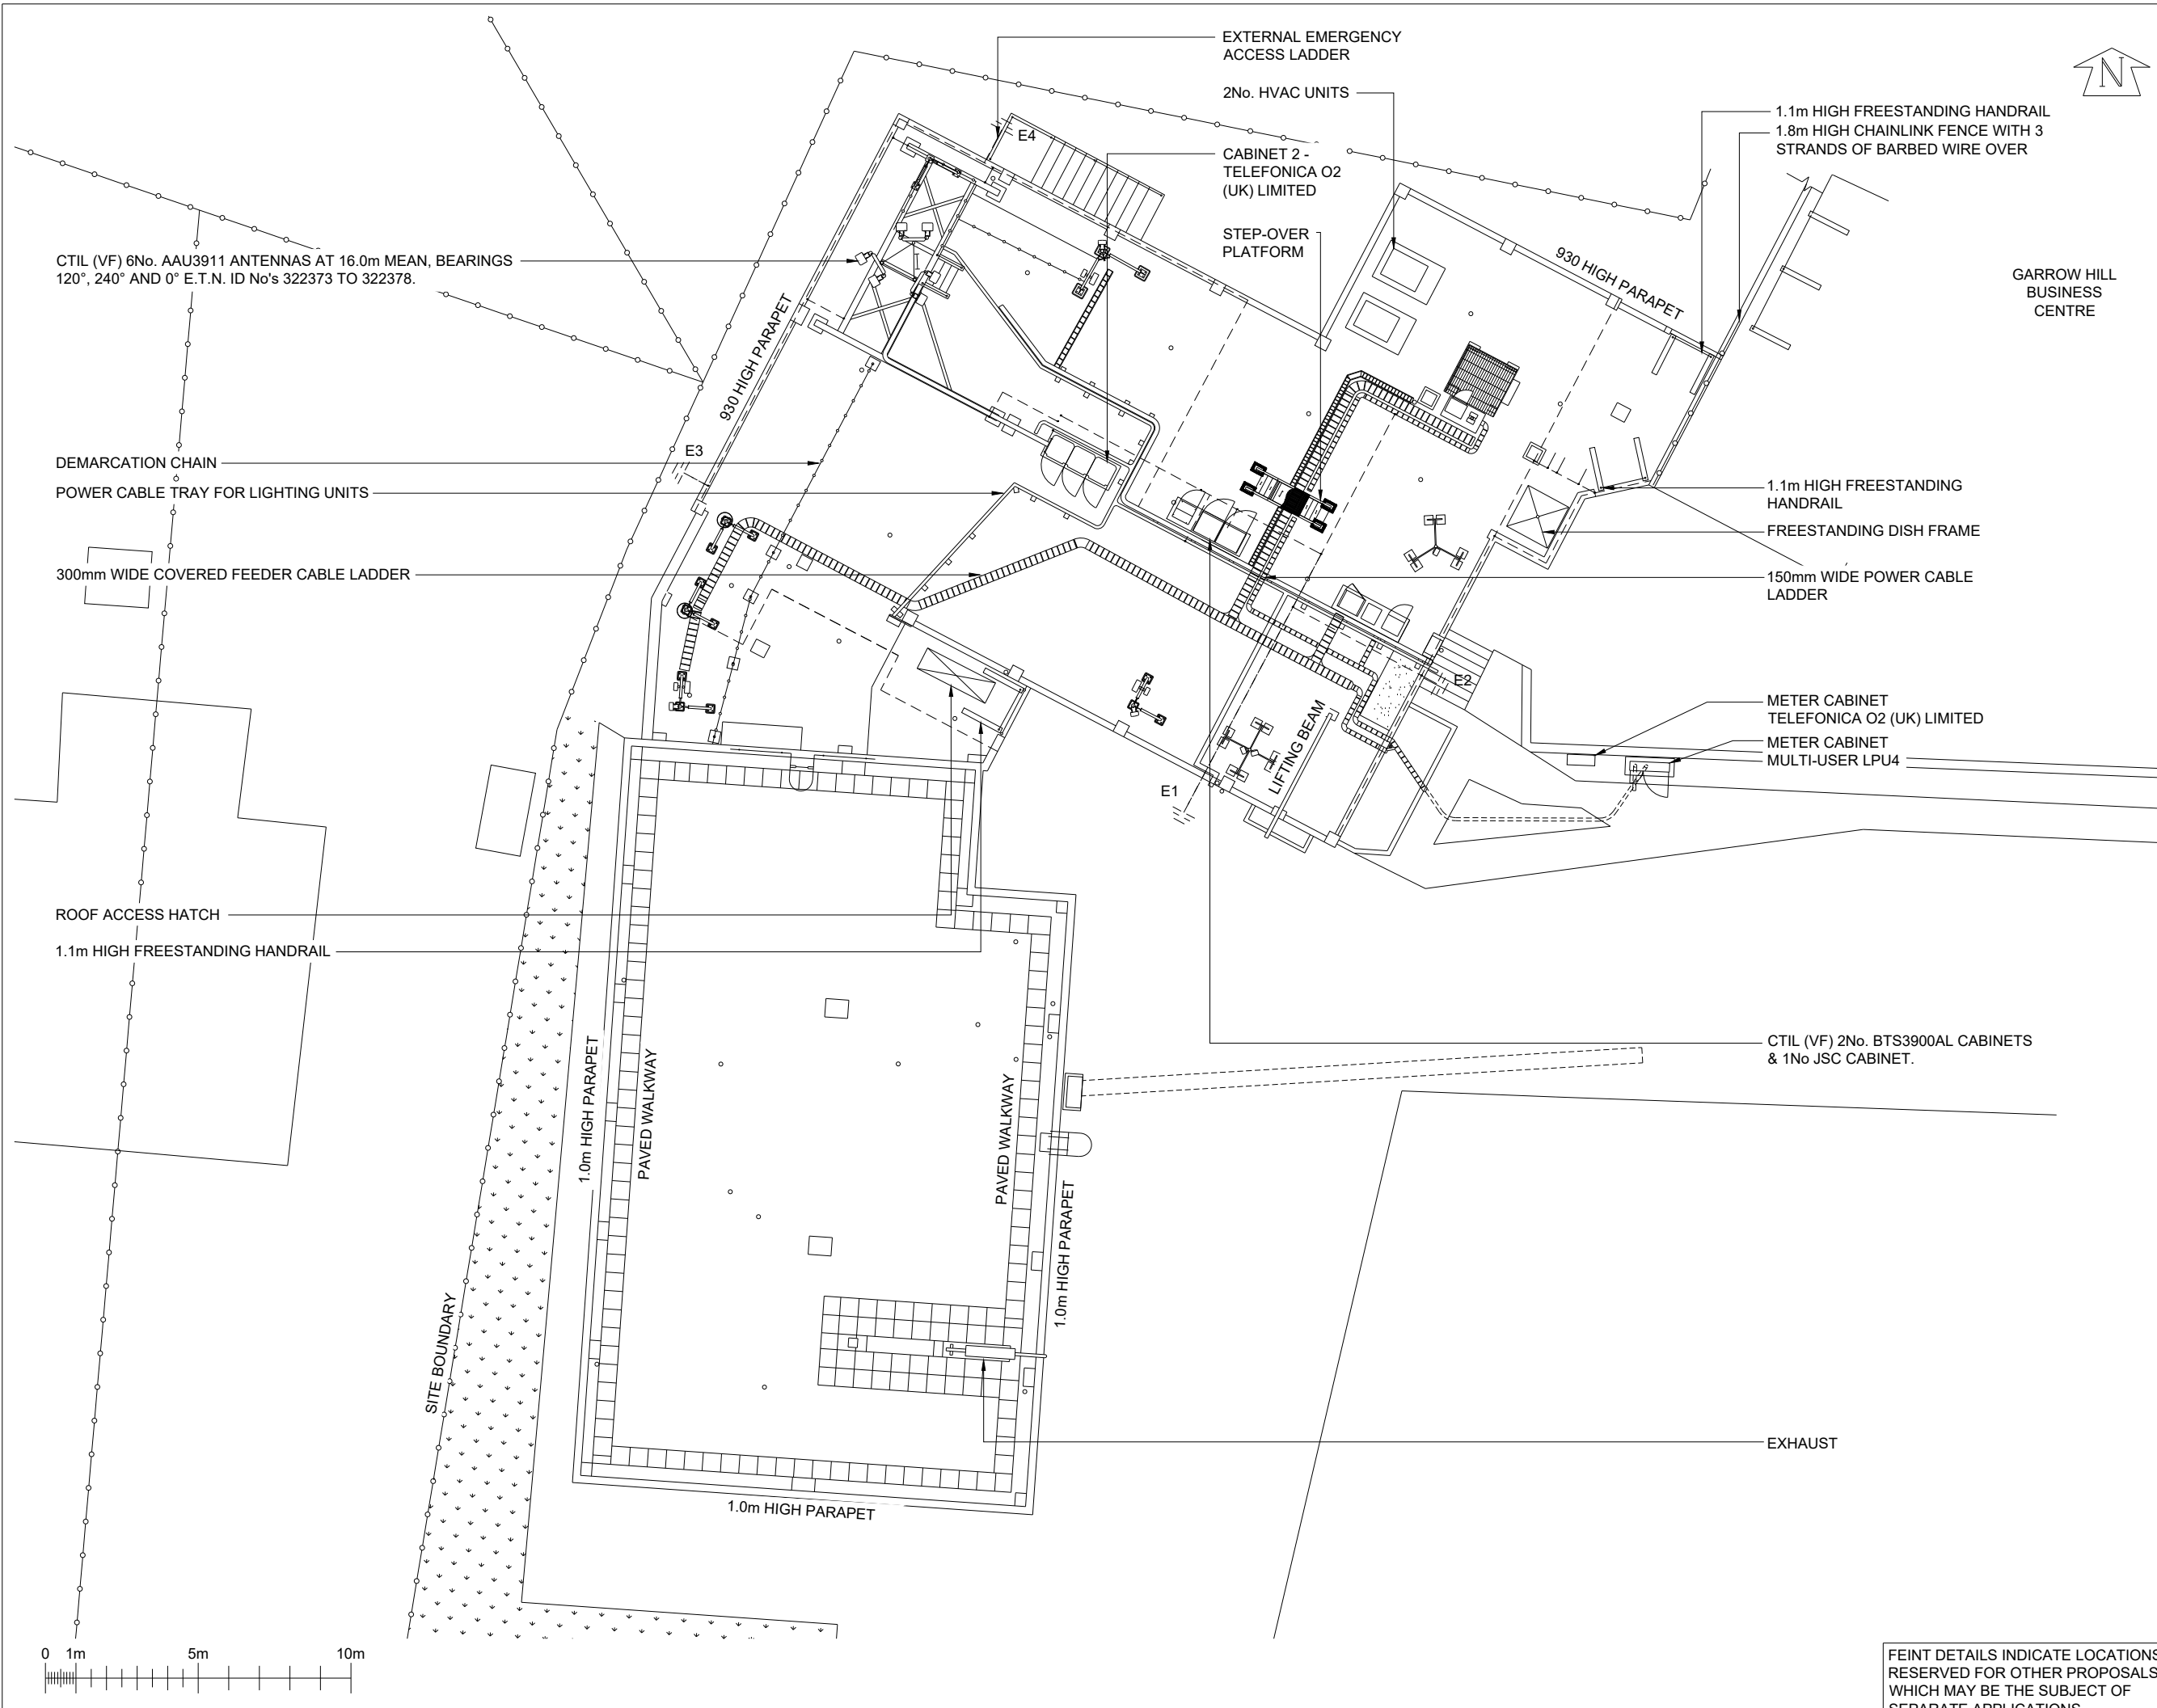 EXTERNAL EMERGENCY
ACCESS LADDER
2No. HVAC UNITS
N
1.1m HIGH FREESTANDING HANDRAIL
1.8m HIGH CHAINLINK FENCE WITH 3
STRANDS OF BARBED WIRE OVER
E4
CABINET 2 -
TELEFONICA O2
(UK) LIMITED
STEP-OVER
PLATFORM
CTIL (VF) 6No. AAU3911 ANTENNAS AT 16.0m MEAN, BEARINGS
120°, 240° AND 0° E.T.N. ID No's 322373 TO 322378.
930 HIGH PARAPET
GARROW HILL
BUSINESS
CENTRE
930 HIGH PARAPET
E3
DEMARCATION CHAIN
POWER CABLE TRAY FOR LIGHTING UNITS
1.1m HIGH FREESTANDING
HANDRAIL
FREESTANDING DISH FRAME
300mm WIDE COVERED FEEDER CABLE LADDER
150mm WIDE POWER CABLE
LADDER
E2
METER CABINET
TELEFONICA O2 (UK) LIMITED
METER CABINET
MULTI-USER LPU4
LIFTING BEAM
E1
ROOF ACCESS HATCH
1.1m HIGH FREESTANDING HANDRAIL
1.0m HIGH PARAPET
PAVED WALKWAY
PAVED WALKWAY
1.0m HIGH PARAPET
CTIL (VF) 2No. BTS3900AL CABINETS
& 1No JSC CABINET.
SITE BOUNDARY
EXHAUST
1.0m HIGH PARAPET
0 1m 5m 10m
FEINT DETAILS INDICATE LOCATIONS
RESERVED FOR OTHER PROPOSALS
WHICH MAY BE THE SUBJECT OF
SEPARATE APPLICATIONS